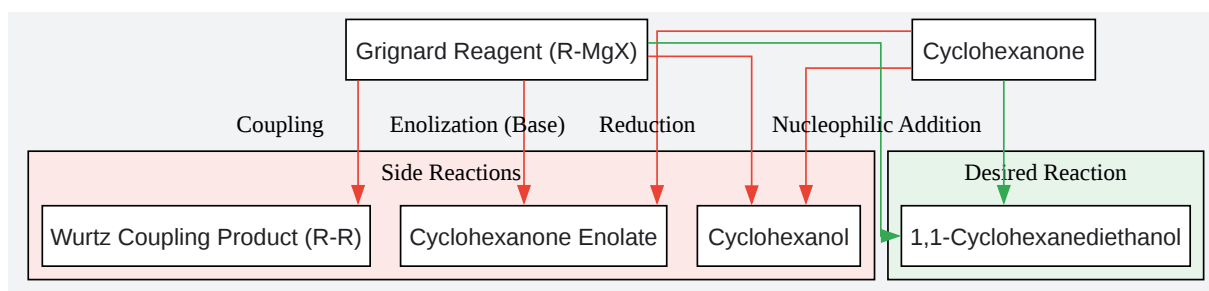 Grignard Reagent (R-MgX)
Cyclohexanone
Coupling
Enolization (Base)
Reduction
Nucleophilic Addition
Side Reactions
Desired Reaction
Wurtz Coupling Product (R-R)
Cyclohexanone Enolate
Cyclohexanol
1,1-Cyclohexanediethanol